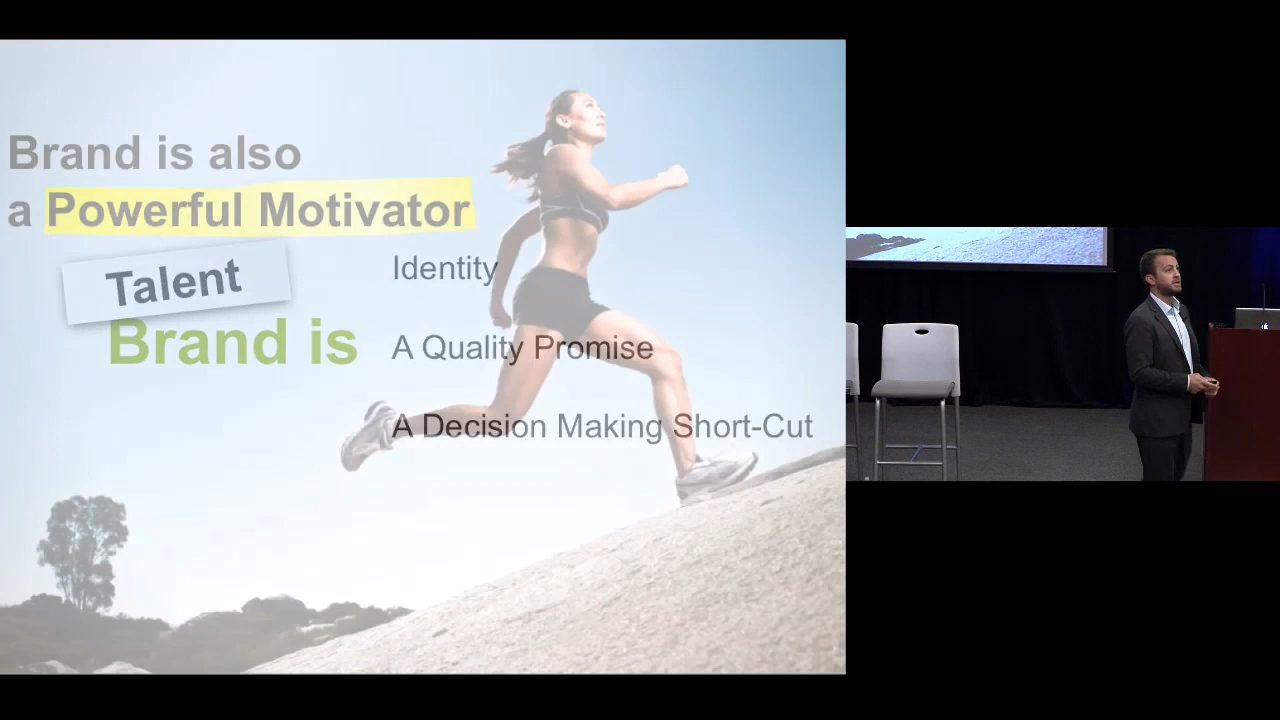 Brand is also
a Powerful Motivator
Talent
Brand is
Identity
A Quality Promise
A Decision Making Short-Cut